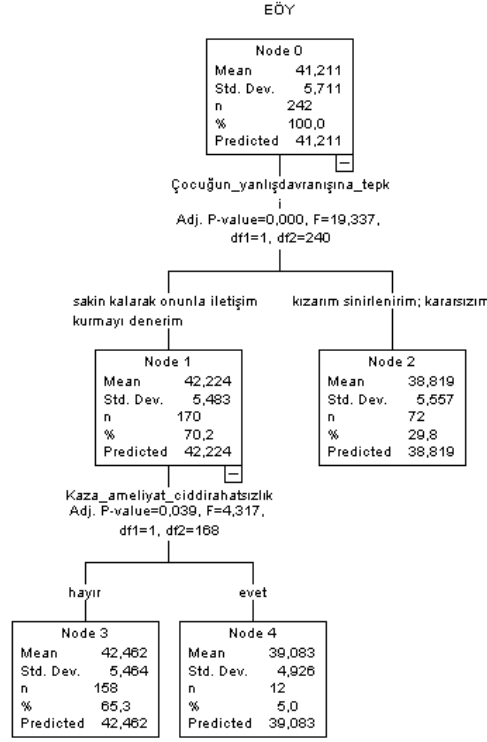 EÖY
Node 0
Mean 41,211
Std. Dev. 5,711
n 242
% 100,0
Predicted 41,211
Çocuğun_yanlışdavranışına_tepk
i
Adj. P-value=0,000, F=19,337,
df1=1, df2=240
sakin kalarak onunla iletişim
kurmayı denerim
kızarım sinirlenirim; kararsızım
Node 1
Mean 42,224
Std. Dev. 5,483
n 170
% 70,2
Predicted 42,224
Node 2
Mean 38,819
Std. Dev. 5,557
n 72
% 29,8
Predicted 38,819
Kaza_ameliyat_ciddirahatsızlık
Adj. P-value=0,039, F=4,317,
df1=1, df2=168
hayır
evet
Node 3
Mean 42,462
Std. Dev. 5,464
n 158
% 65,3
Predicted 42,462
Node 4
Mean 39,083
Std. Dev. 4,926
n 12
% 5,0
Predicted 39,083